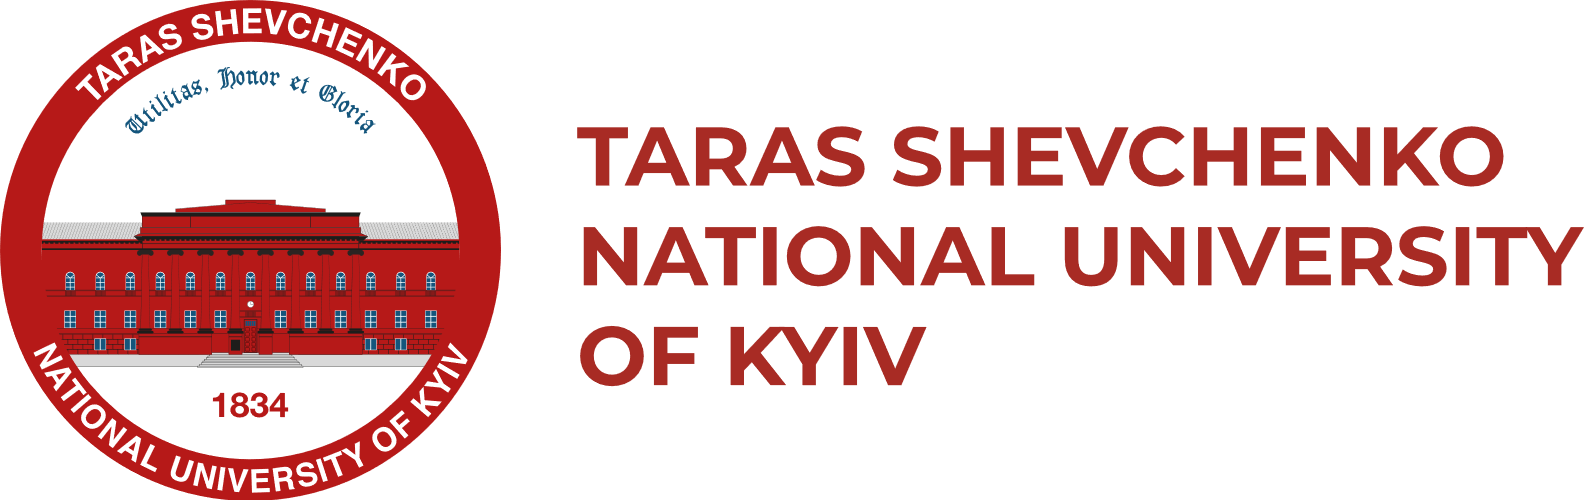 TARAS SHEVCHENKO
Utilitas, Honor et Gloria
1834
NATIONAL UNIVERSITY OF KYIV
TARAS SHEVCHENKO
NATIONAL UNIVERSITY
OF KYIV